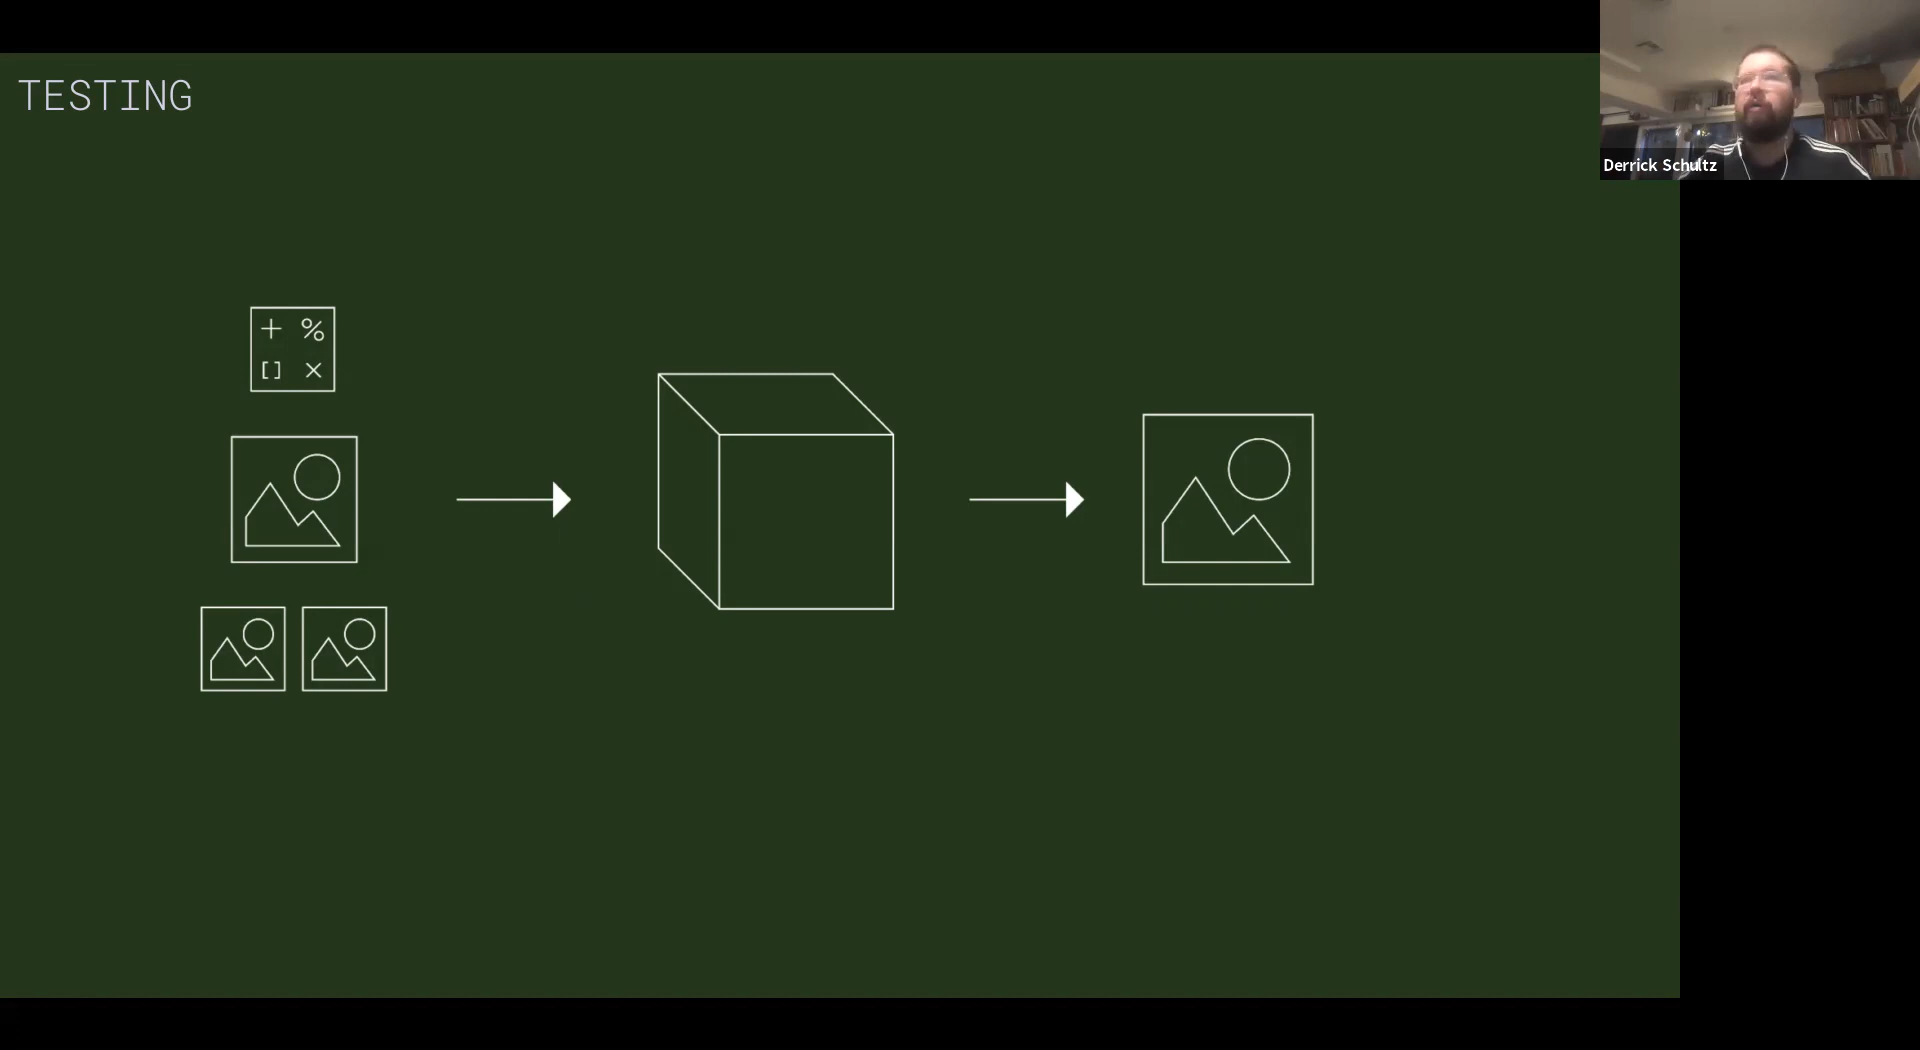 TESTING
Derrick Schultz
+ %
[] ×